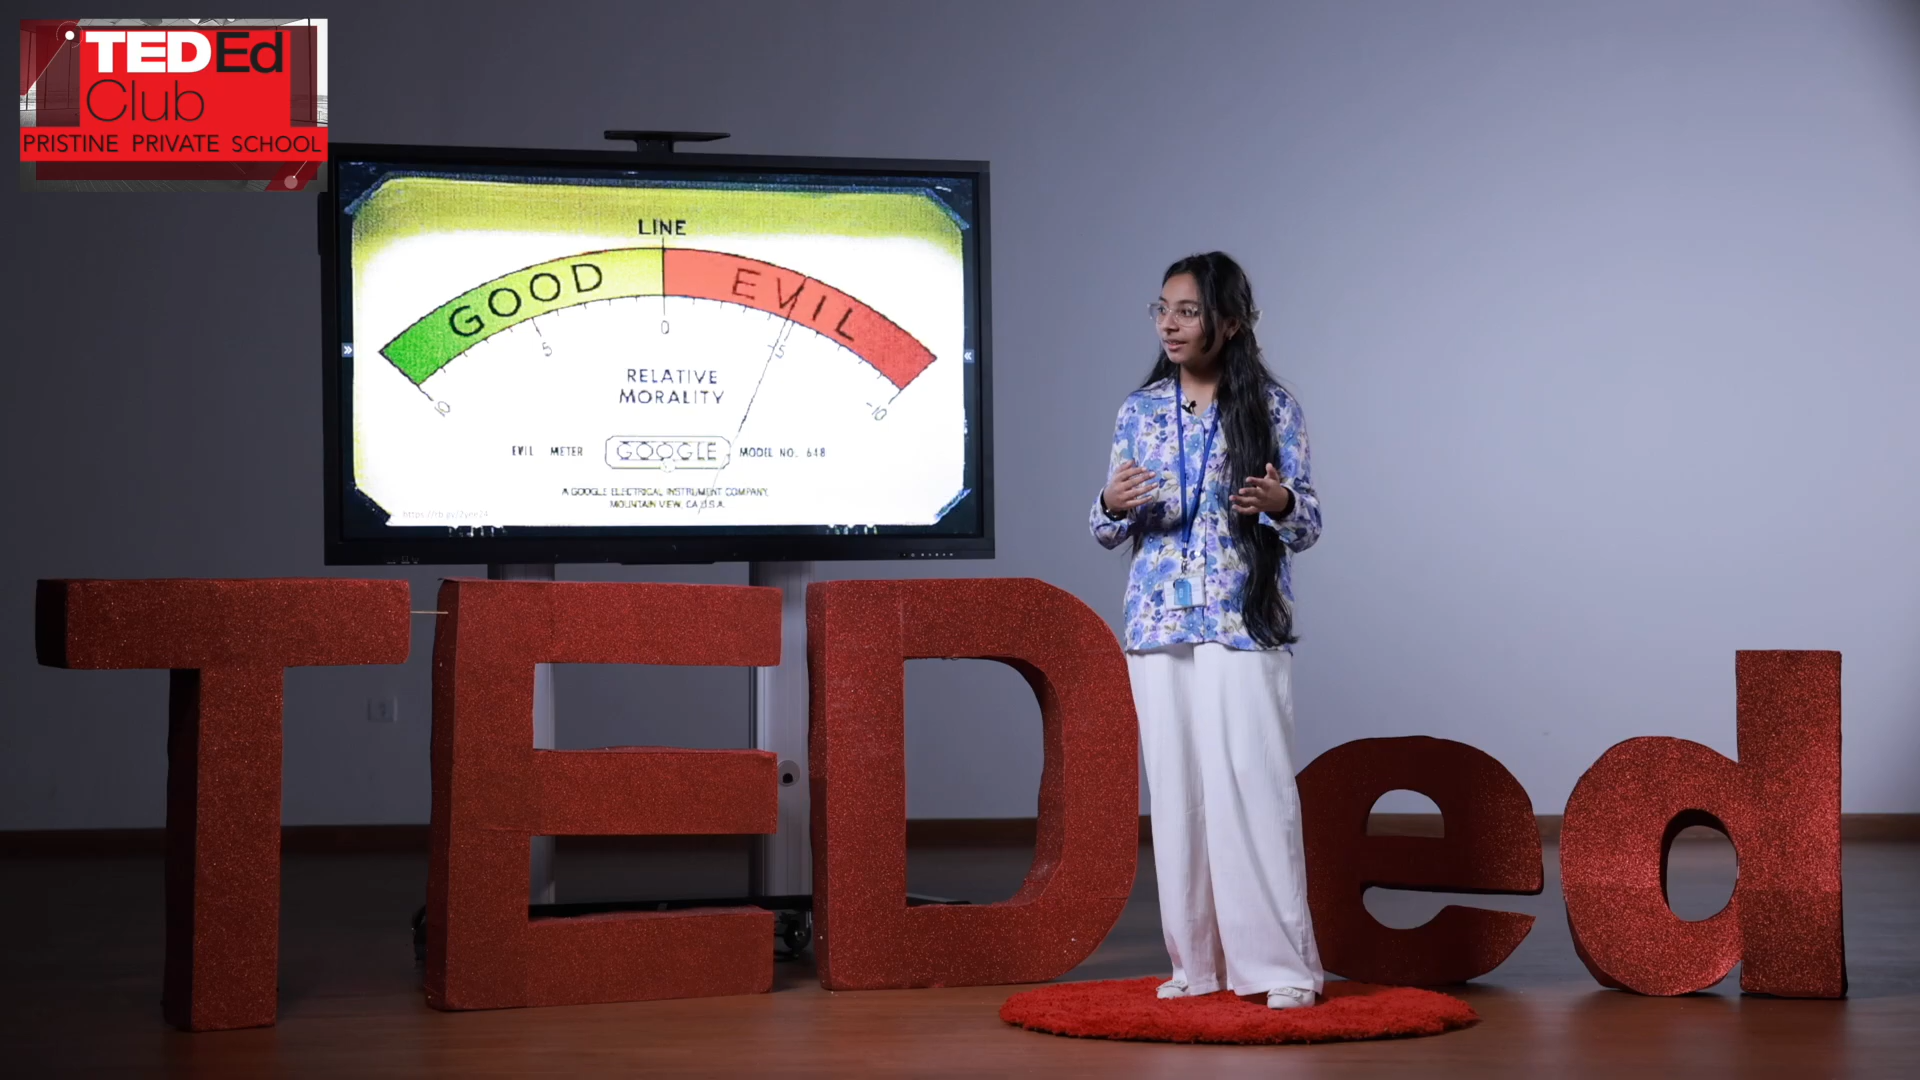 TEDEd
Club
PRISTINE PRIVATE SCHOOL
LINE
GOOD EVIL
10 5 0 -5 -10
RELATIVE
MORALITY
EVIL METER GOOGLE MODEL NO. 648
A GOOGLE ELECTRICAL INSTRUMENT COMPANY
MOUNTAIN VIEW, CA U.S.A.
TED ed